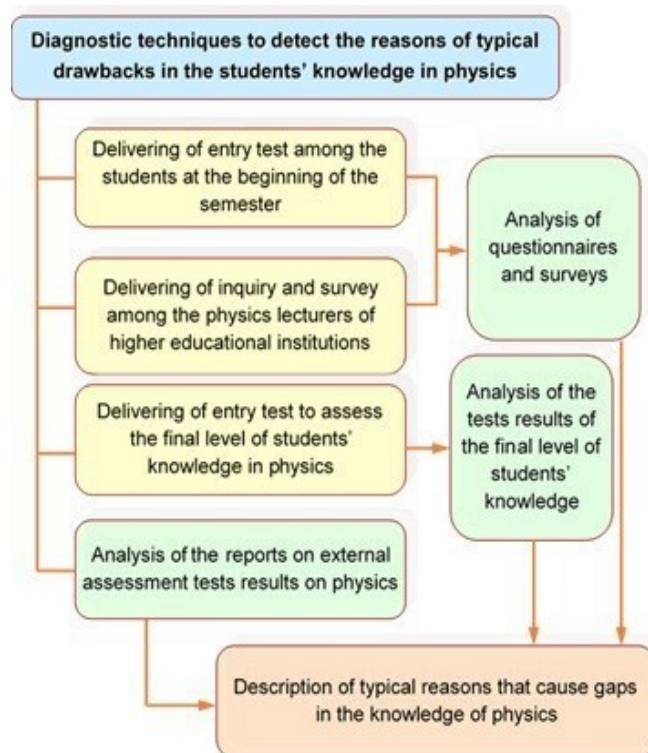 Diagnostic techniques to detect the reasons of typical
drawbacks in the students' knowledge in physics
Delivering of entry test among the
students at the beginning of the
semester
Analysis of
questionnaires
and surveys
Delivering of inquiry and survey
among the physics lecturers of
higher educational institutions
Delivering of entry test to assess
the final level of students'
knowledge in physics
Analysis of the
tests results of
the final level of
students'
knowledge
Analysis of the reports on external
assessment tests results on physics
Description of typical reasons that cause gaps
in the knowledge of physics